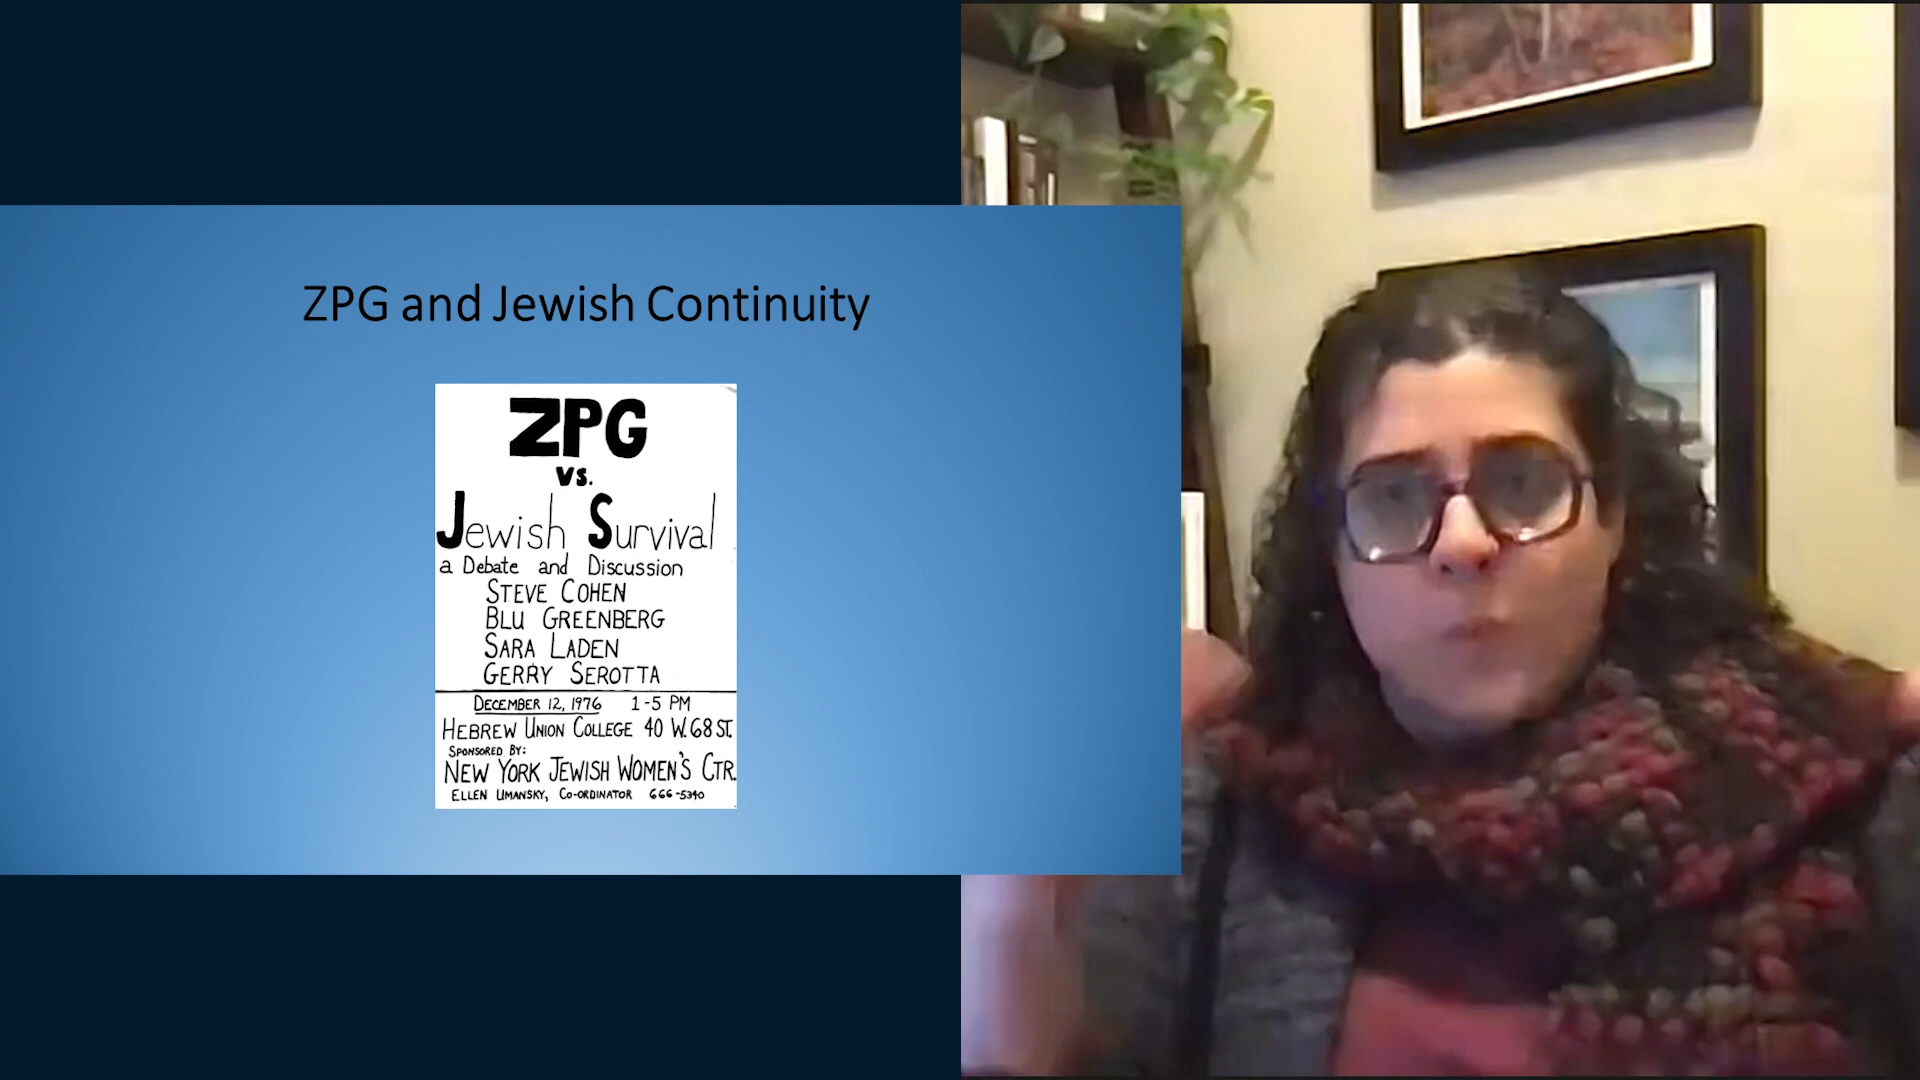 ZPG and Jewish Continuity
ZPG
vs.
Jewish Survival
a Debate and Discussion
STEVE COHEN
BLU GREENBERG
SARA LADEN
GERRY SEROTTA
DECEMBER 12, 1976 1-5 PM
HEBREW UNION COLLEGE 40 W. 68 ST.
SPONSORED BY:
NEW YORK JEWISH WOMEN'S CTR.
ELLEN UMANSKY, CO-ORDINATOR 666-5340